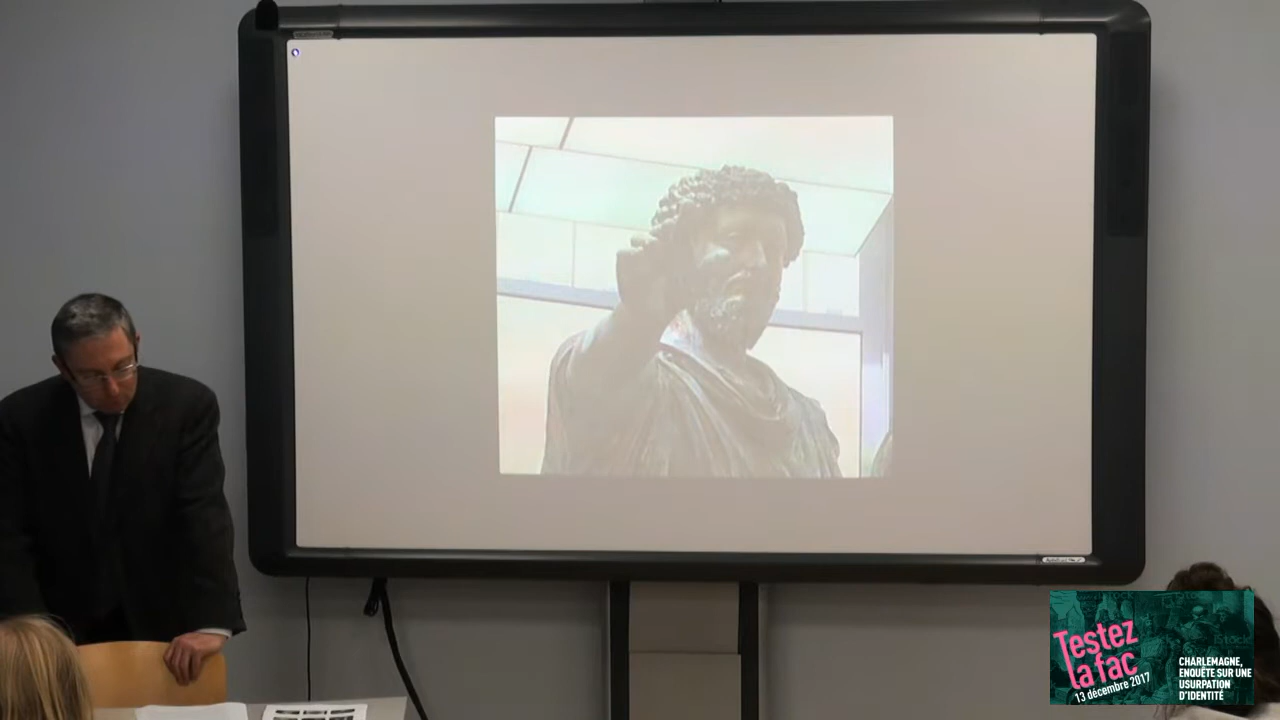 Testez
la fac
13 décembre 2017
CHARLEMAGNE,
ENQUÊTE SUR UNE
USURPATION
D'IDENTITÉ